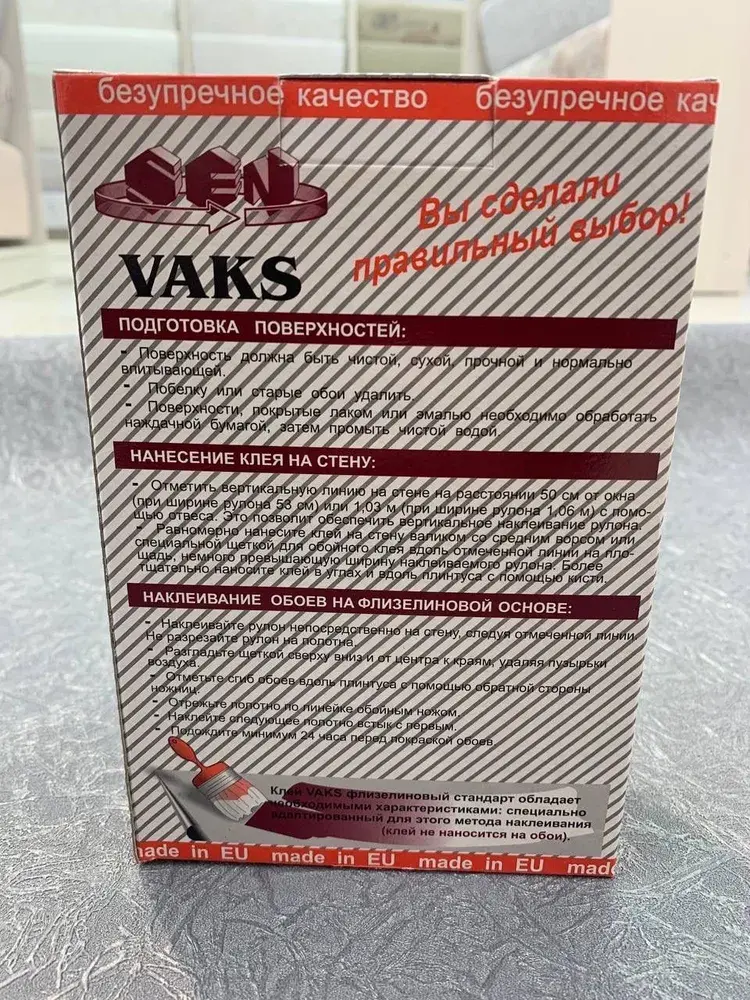 безупречное качество безупречное кач
SEN
VAKS
Вы сделали
правильный выбор!
ПОДГОТОВКА ПОВЕРХНОСТЕЙ:
- Поверхность должна быть чистой, сухой, прочной и нормально
впитывающей.
- Побелку или старые обои удалить.
- Поверхности, покрытые лаком или эмалью необходимо обработать
наждачной бумагой, затем промыть чистой водой.
НАНЕСЕНИЕ КЛЕЯ НА СТЕНУ:
- Отметить вертикальную линию на стене на расстоянии 50 см от окна
(при ширине рулона 53 см) или 1,03 м (при ширине рулона 1,06 м) с помо-
щью отвеса. Это позволит обеспечить вертикальное наклеивание рулона.
- Равномерно нанесите клей на стену валиком со средним ворсом или
специальной щеткой для обойного клея вдоль отмеченной линии на пло-
щадь, немного превышающую ширину наклеиваемого рулона. Более
тщательно наносите клей в углах и вдоль плинтуса с помощью кисти.
НАКЛЕИВАНИЕ ОБОЕВ НА ФЛИЗЕЛИНОВОЙ ОСНОВЕ:
- Наклеивайте рулон непосредственно на стену, следуя отмеченной линии.
Не разрезайте рулон на полотна.
- Разгладьте щеткой сверху вниз и от центра к краям, удаляя пузырьки
воздуха.
- Отметьте сгиб обоев вдоль плинтуса с помощью обратной стороны
ножниц.
- Отрежьте полотно по линейке обойным ножом.
- Наклейте следующее полотно встык с первым.
- Подождите минимум 24 часа перед покраской обоев.
Клей VAKS флизелиновый стандарт обладает
необходимыми характеристиками: специально
адаптированный для этого метода наклеивания
(клей не наносится на обои).
made in EU made in EU made in EU made